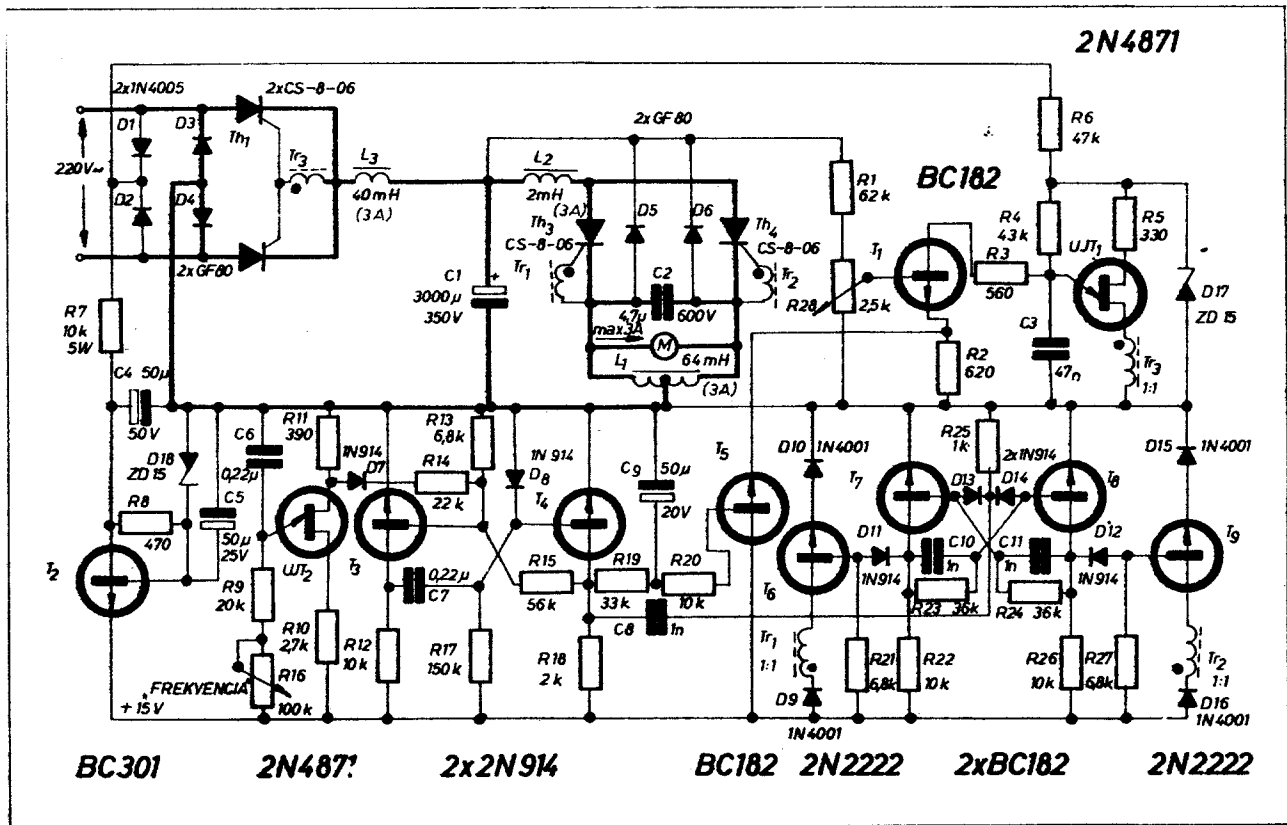 2N4871
2x1N4005
2xCS-8-06
D1
D3
Th1
Tr3
220V~
D2
D4
2xGF80
L3
40mH
(3A)
L2
2mH
(3A)
2xGF80
Th3
CS-8-06
Tr1
D5
D6
Th4
CS-8-06
Tr2
C1
+
3000µ
350V
C2
4,7µ
600V
max.3A
M
L1
64mH
(3A)
R1
62k
R28
2,5k
BC182
T1
R3
560
R2
620
R6
47k
R4
43k
R5
330
UJT1
C3
47n
Tr3
1:1
D17
ZD 15
R7
10k
5W
C4
50µ
50V
D18
ZD15
R8
470
C5
50µ
25V
T2
+15V
C6
0,22µ
R11
390
1N914
D7
R14
22k
R13
6,8k
1N 914
D8
T4
UJT2
T3
R9
20k
R10
2,7k
R16
100k
"FREKVENCIA"
R12
10k
0,22µ
C7
R17
150k
R15
56k
R19
33k
C9
50µ
20V
R20
10k
C8
1n
R18
2k
T5
D10
1N4001
T6
D11
1N914
Tr1
1:1
D9
1N4001
R21
6,8k
R22
10k
T7
C10
1n
R23
36k
R25
1k
2x1N914
D13
D14
C11
1n
R24
36k
T8
D12
1N914
R26
10k
R27
6,8k
D15
1N4001
T9
Tr2
1:1
D16
1N4001
BC301
2N4871
2x2N914
BC182
2N2222
2xBC182
2N2222